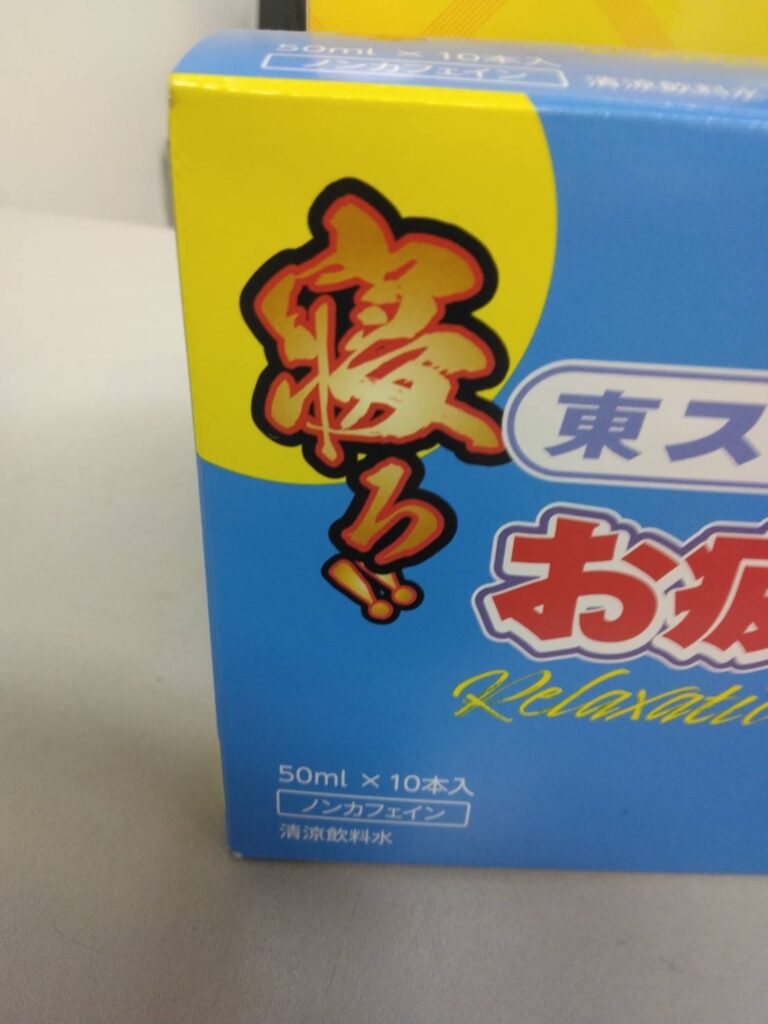 50ml × 10本入
ノンカフェイン
清涼飲料水
寝ろ!!
東ス
お疲
Relaxatio
50ml × 10本入
ノンカフェイン
清涼飲料水